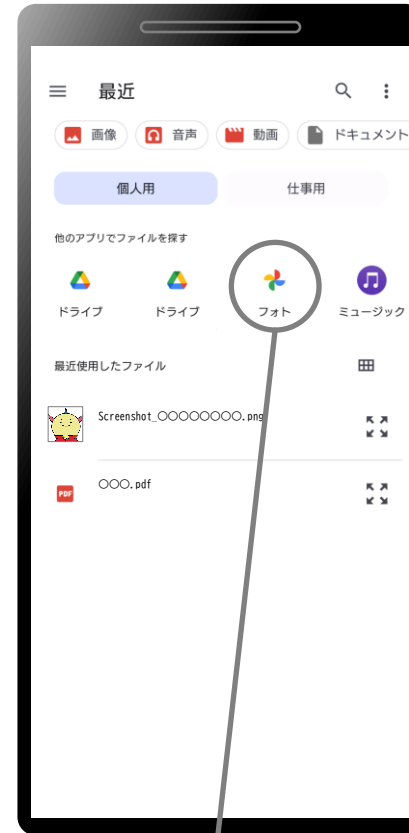 最近
画像 音声 動画 ドキュメント
個人用 仕事用
他のアプリでファイルを探す
ドライブ ドライブ フォト ミュージック
最近使用したファイル
Screenshot_○○○○○○○○.png
PDF ○○○.pdf